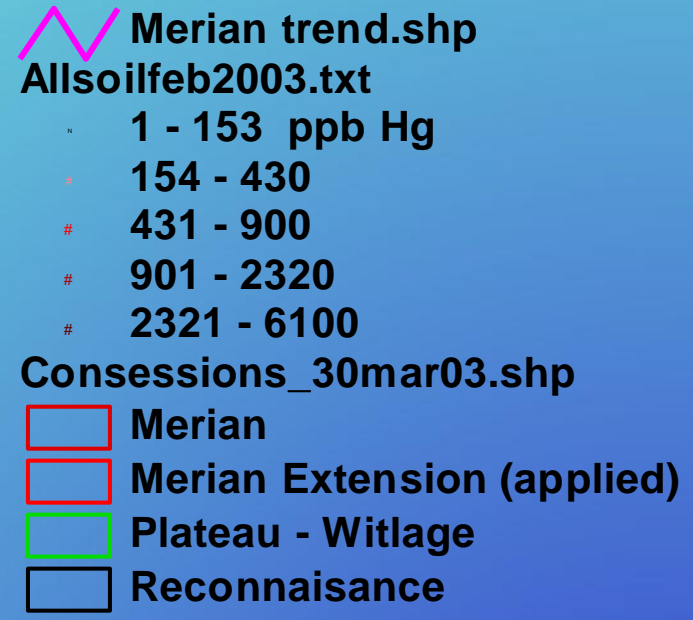 Merian trend.shp
Allsoilfeb2003.txt
N 1 - 153 ppb Hg
# 154 - 430
# 431 - 900
# 901 - 2320
# 2321 - 6100
Consessions_30mar03.shp
Merian
Merian Extension (applied)
Plateau - Witlage
Reconnaisance